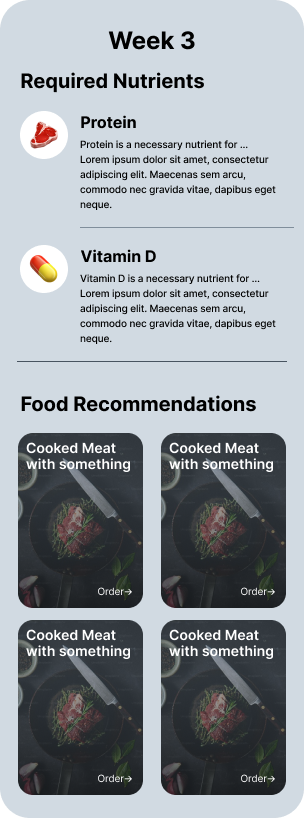 Week 3
Required Nutrients
Protein
Protein is a necessary nutrient for ...
Lorem ipsum dolor sit amet, consectetur
adipiscing elit. Maecenas sem arcu,
commodo nec gravida vitae, dapibus eget
neque.
Vitamin D
Vitamin D is a necessary nutrient for ...
Lorem ipsum dolor sit amet, consectetur
adipiscing elit. Maecenas sem arcu,
commodo nec gravida vitae, dapibus eget
neque.
Food Recommendations
Cooked Meat
with something
Order→
Cooked Meat
with something
Order→
Cooked Meat
with something
Order→
Cooked Meat
with something
Order→